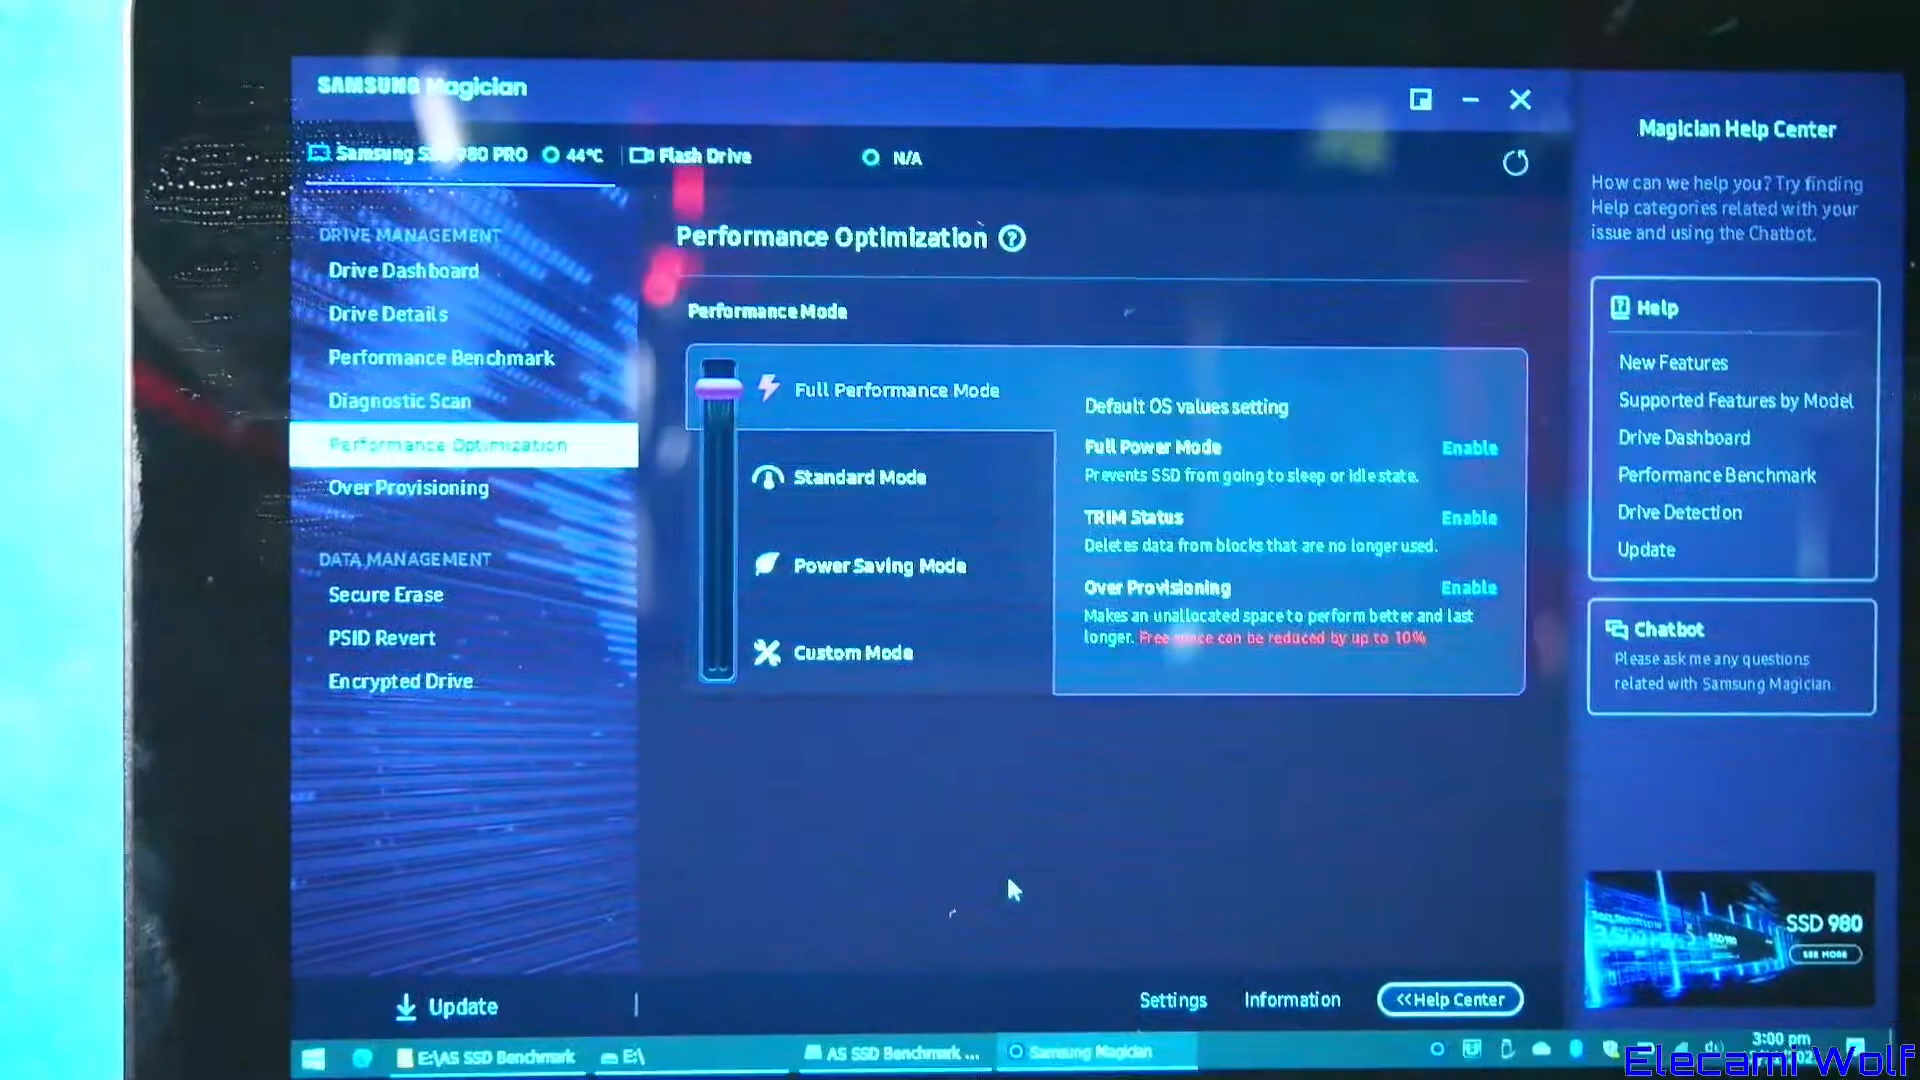 SAMSUNG Magician
Samsung SSD 980 PRO 44°C Flash Drive N/A
DRIVE MANAGEMENT
Drive Dashboard
Drive Details
Performance Benchmark
Diagnostic Scan
Performance Optimization
Over Provisioning
DATA MANAGEMENT
Secure Erase
PSID Revert
Encrypted Drive
Update
Performance Optimization ?
Performance Mode
Full Performance Mode
Standard Mode
Power Saving Mode
Custom Mode
Default OS values setting
Full Power Mode Enable
Prevents SSD from going to sleep or idle state.
TRIM Status Enable
Deletes data from blocks that are no longer used.
Over Provisioning Enable
Makes an unallocated space to perform better and last
longer. Free space can be reduced by up to 10%
Settings Information <<Help Center
Magician Help Center
How can we help you? Try finding
Help categories related with your
issue and using the Chatbot.
Help
New Features
Supported Features by Model
Drive Dashboard
Performance Benchmark
Drive Detection
Update
Chatbot
Please ask me any questions
related with Samsung Magician
SSD 980
SEE MORE
E:\AS SSD Benchmark E:\ AS SSD Benchmark ... Samsung Magician
3:00 pm
Elecami Wolf